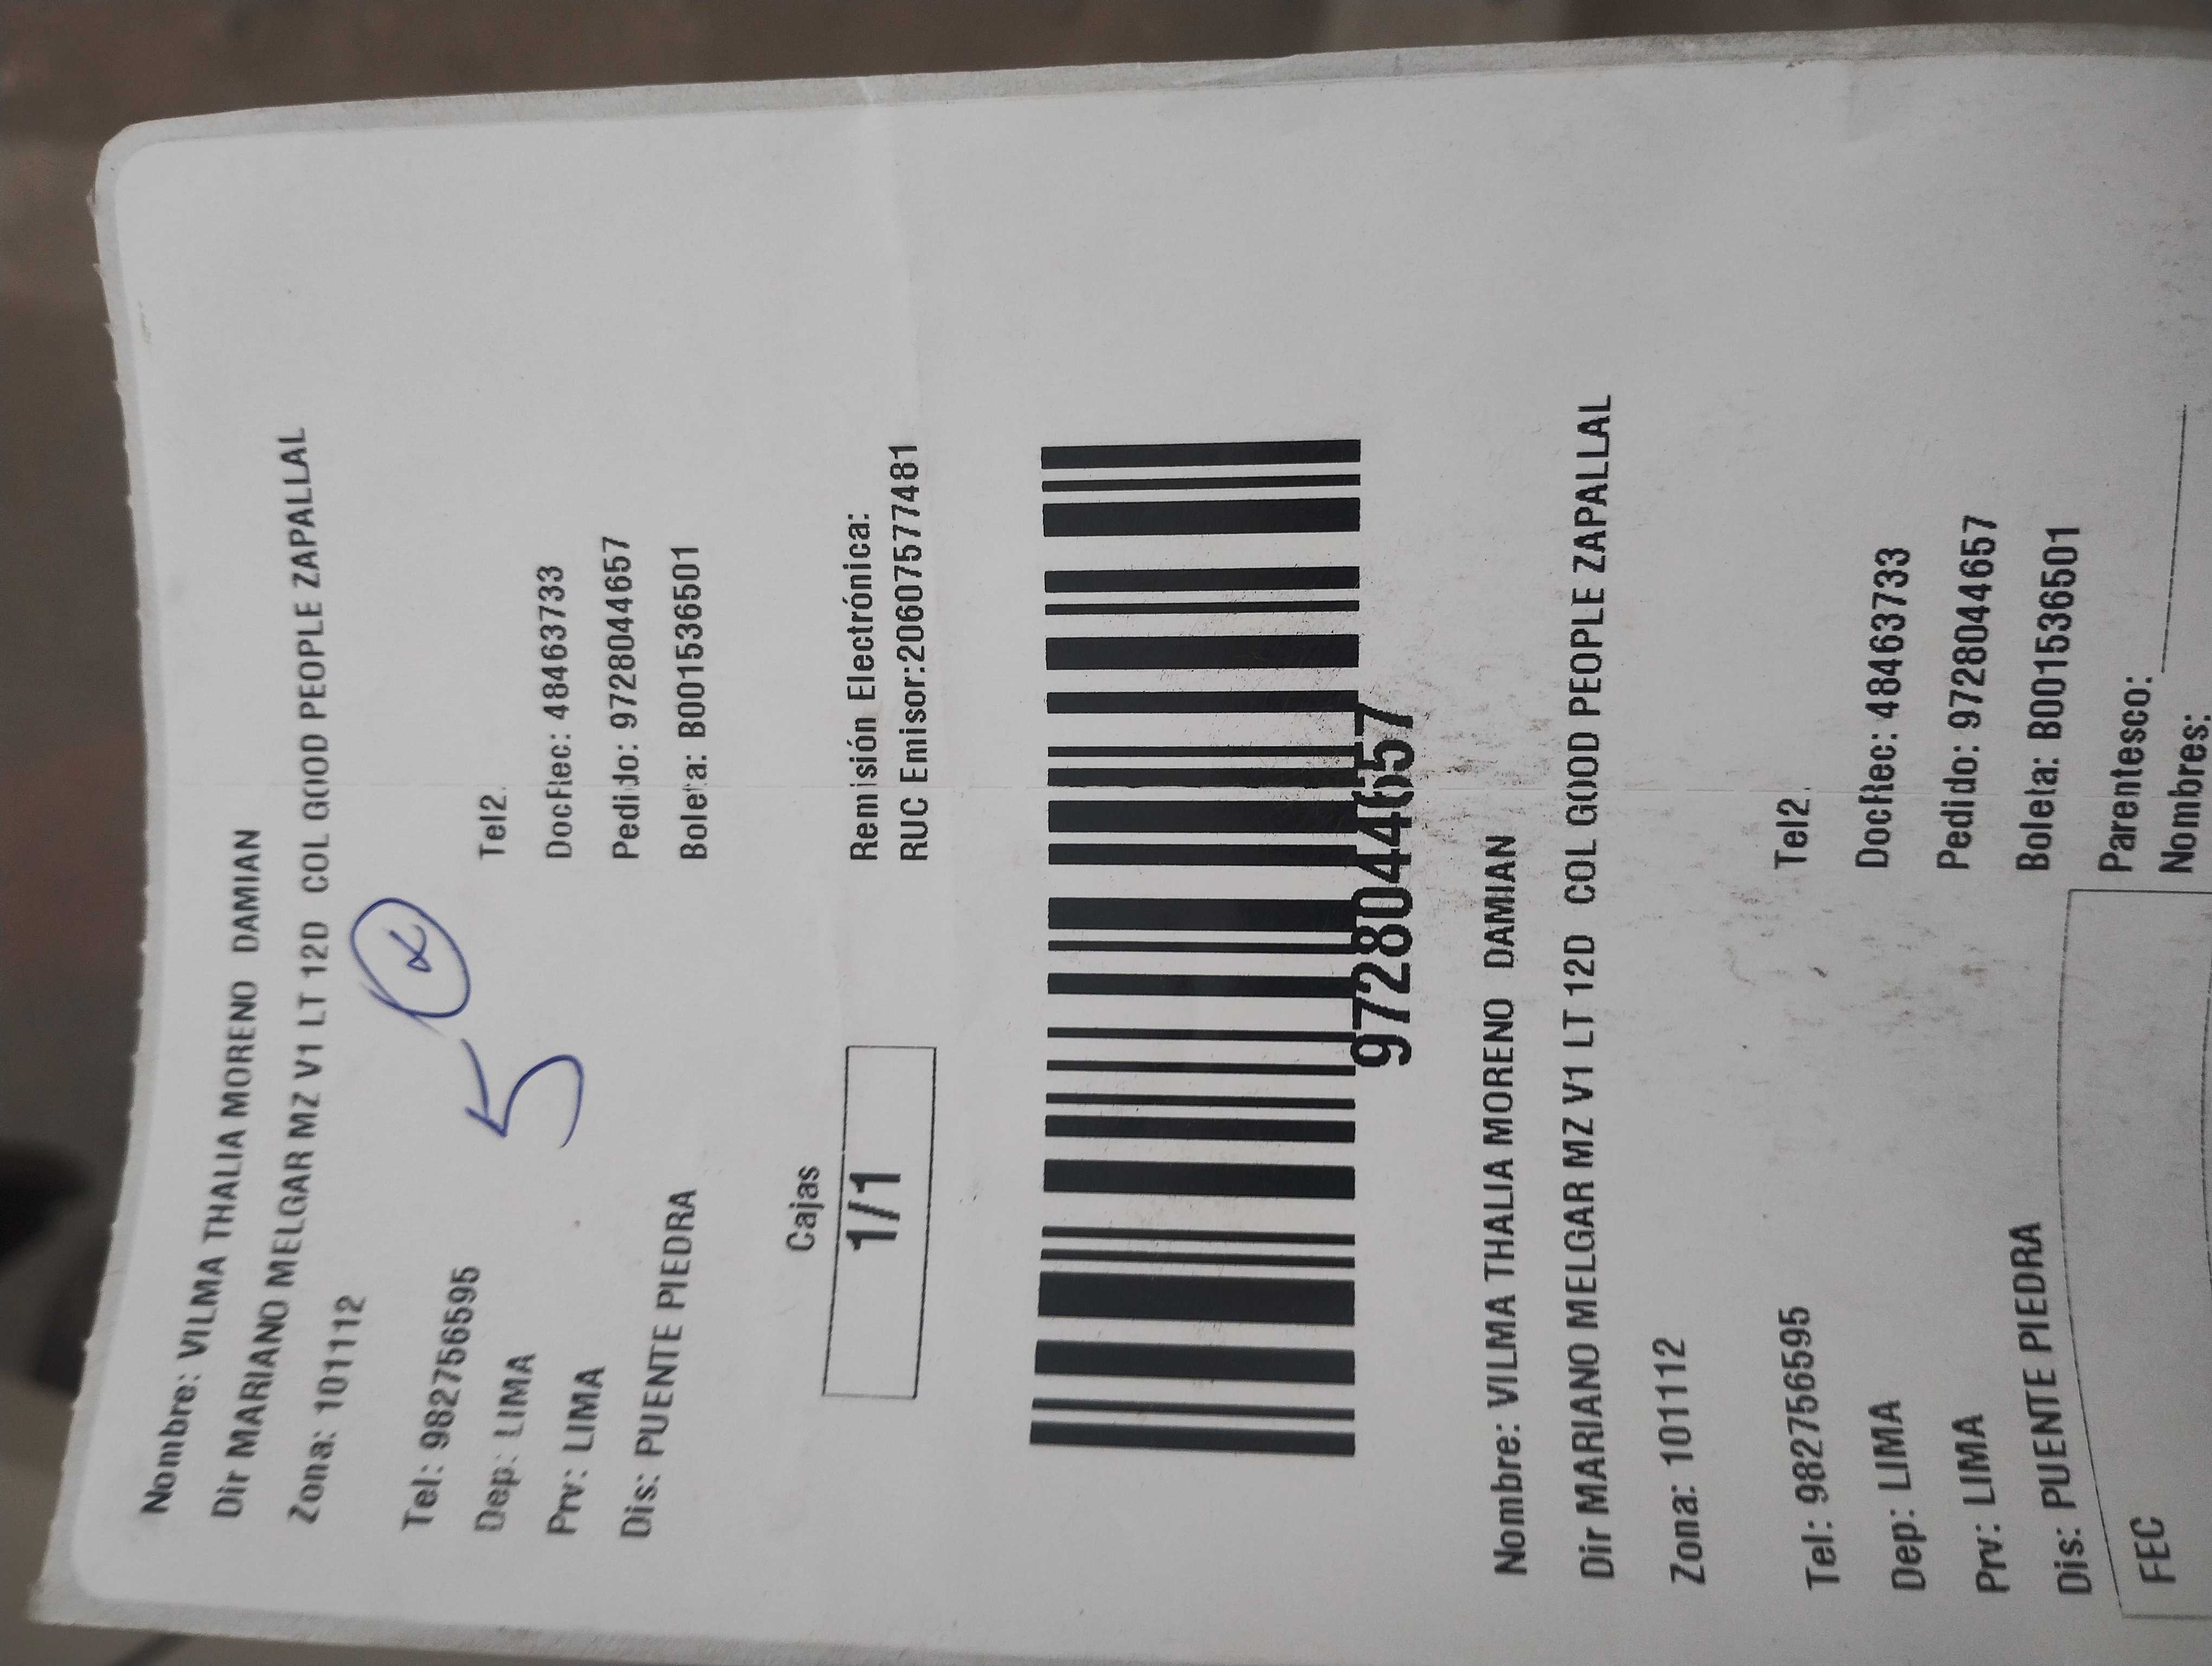 Nombre: VILMA THALIA MORENO DAMIAN
Dir MARIANO MELGAR MZ V1 LT 12D COL GOOD PEOPLE ZAPALLAL
Zona: 101112
5
Tel: 982756595
Tel2.
Dep: LIMA
DocRec: 48463733
Prv: LIMA
Pedido: 9728044657
Dis: PUENTE PIEDRA
Boleta: B001536501
Cajas
1/1
Remisión Electrónica:
RUC Emisor:20607577481
9728044657
Nombre: VILMA THALIA MORENO DAMIAN
Dir MARIANO MELGAR MZ V1 LT 12D COL GOOD PEOPLE ZAPALLAL
Zona: 101112
Tel: 982756595
Tel2.
Dep: LIMA
DocRec: 48463733
Prv: LIMA
Pedido: 9728044657
Dis: PUENTE PIEDRA
Boleta: B001536501
Parentesco:
FEC
Nombres: